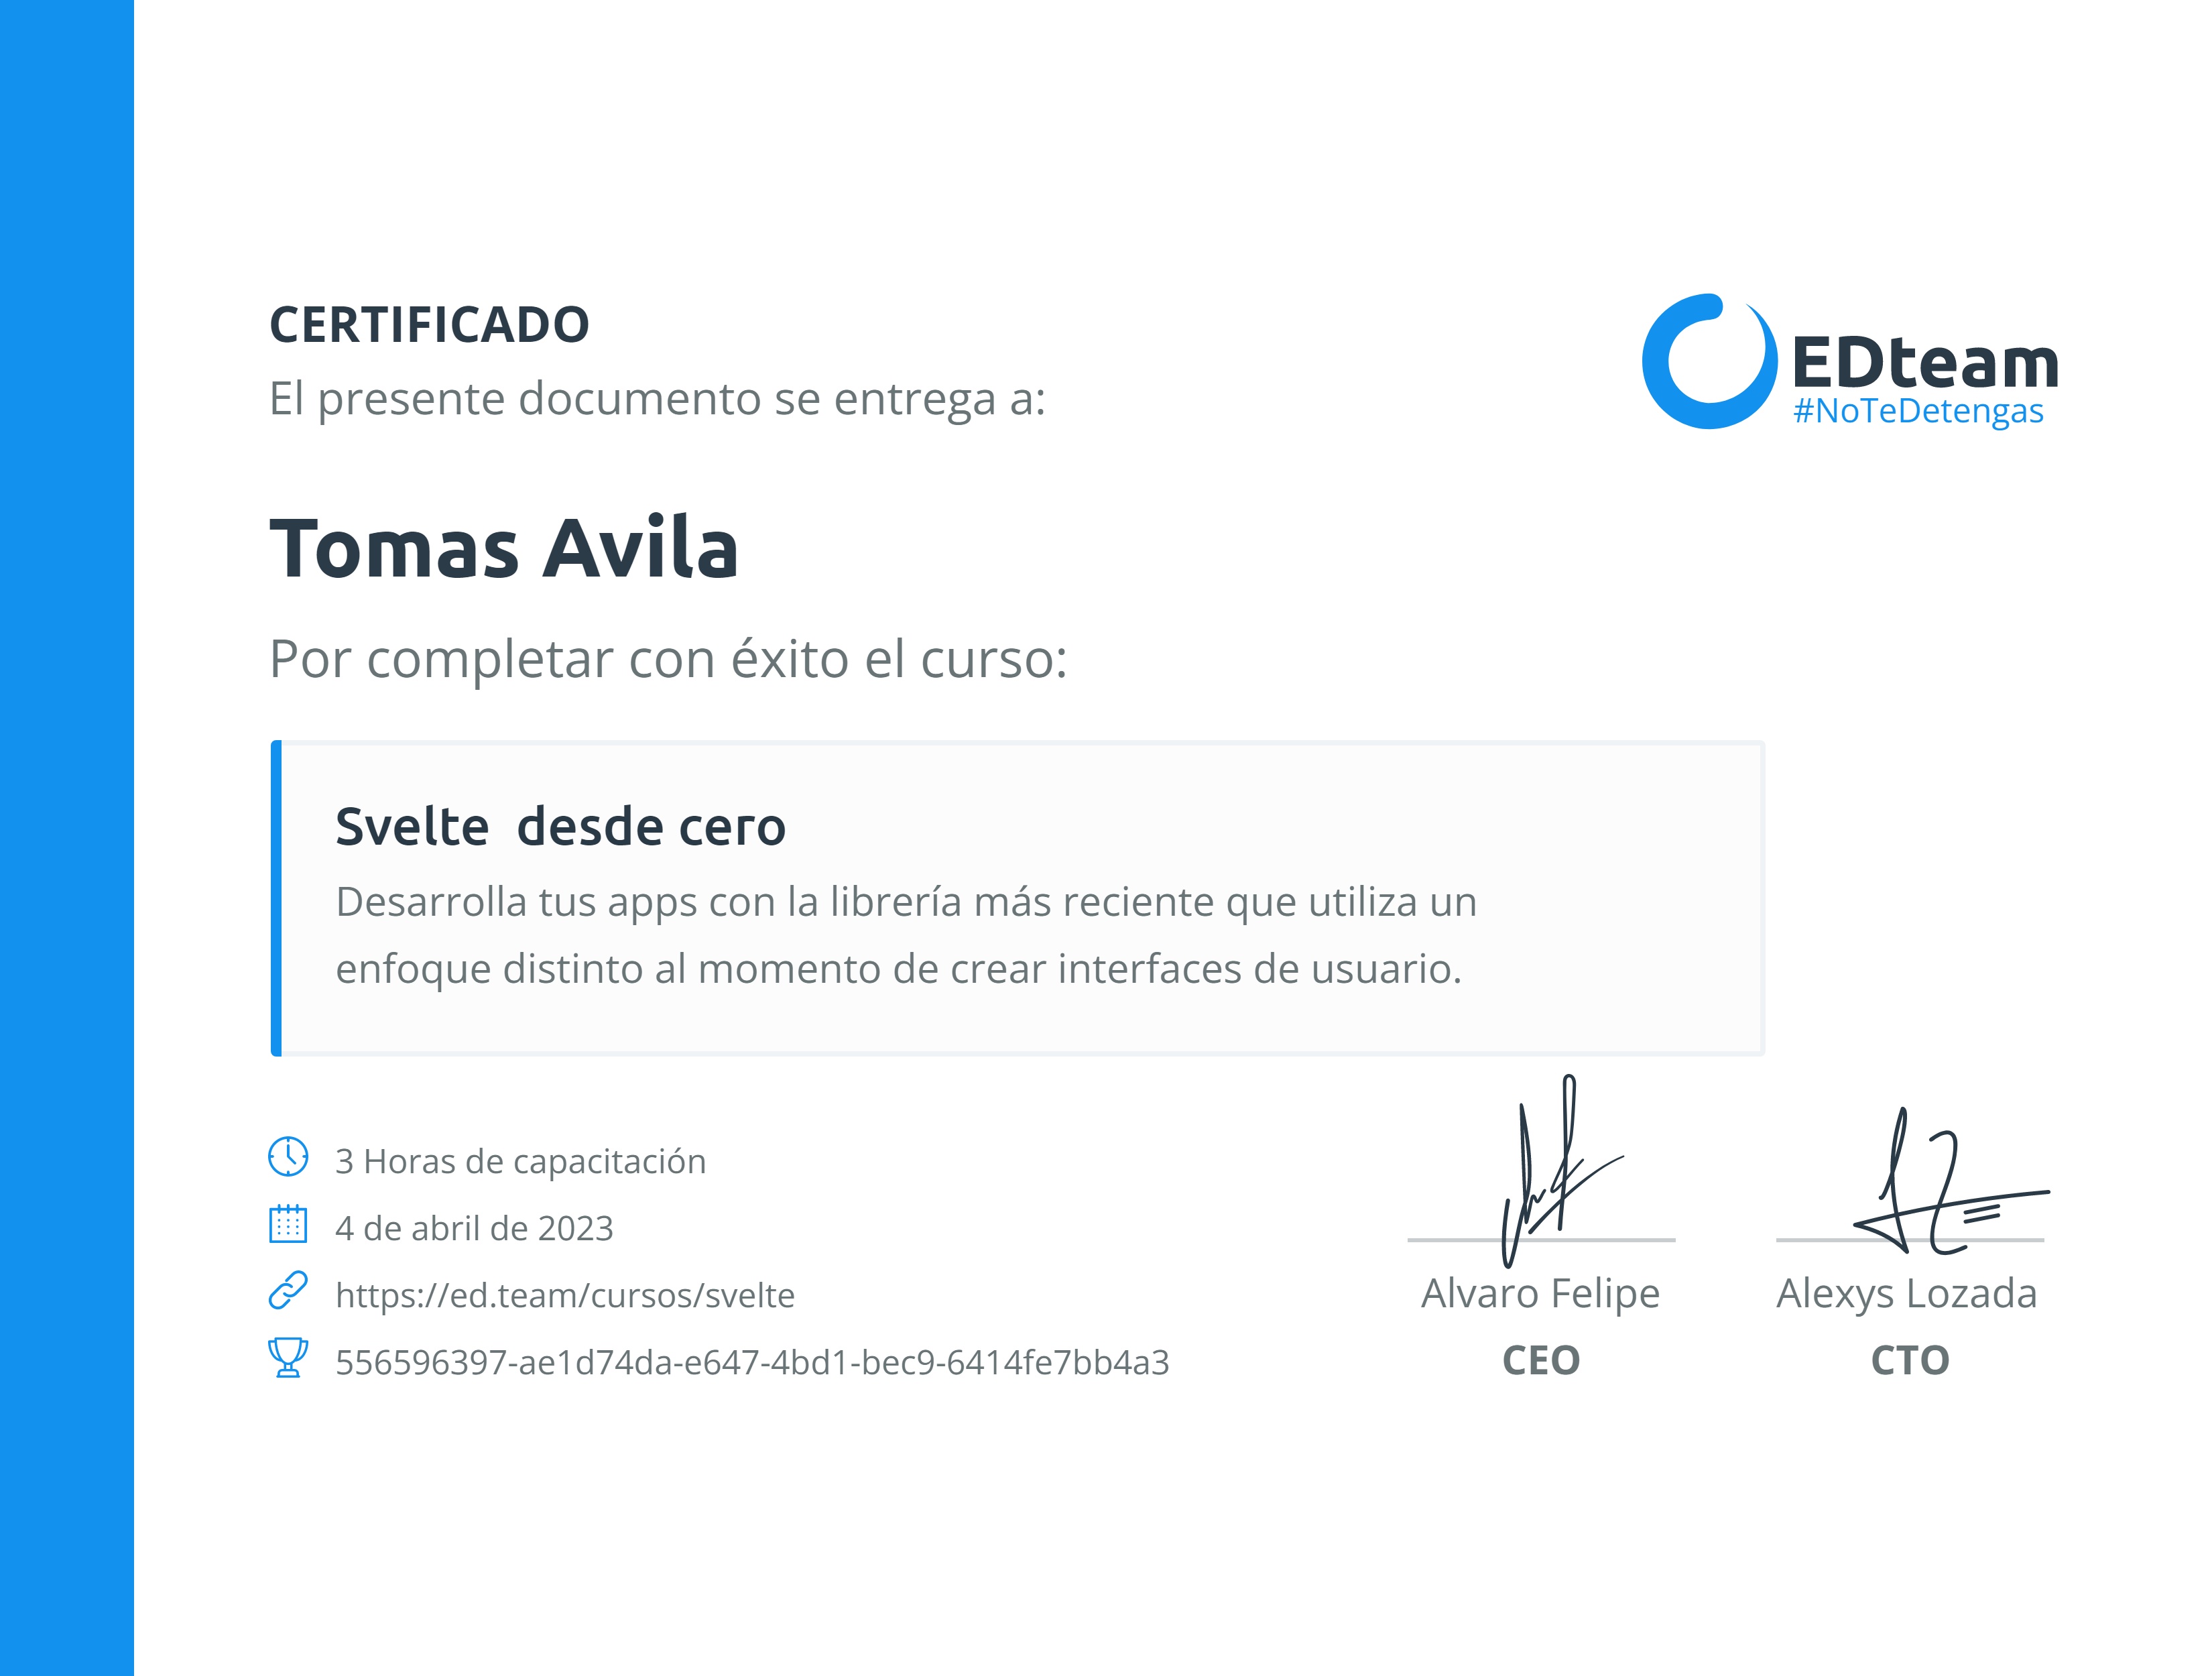 CERTIFICADO
El presente documento se entrega a:
EDteam
#NoTeDetengas
Tomas Avila
Por completar con éxito el curso:
Svelte  desde cero
Desarrolla tus apps con la librería más reciente que utiliza un
enfoque distinto al momento de crear interfaces de usuario.
3 Horas de capacitación
4 de abril de 2023
https://ed.team/cursos/svelte
556596397-ae1d74da-e647-4bd1-bec9-6414fe7bb4a3
Alvaro Felipe
CEO
Alexys Lozada
CTO